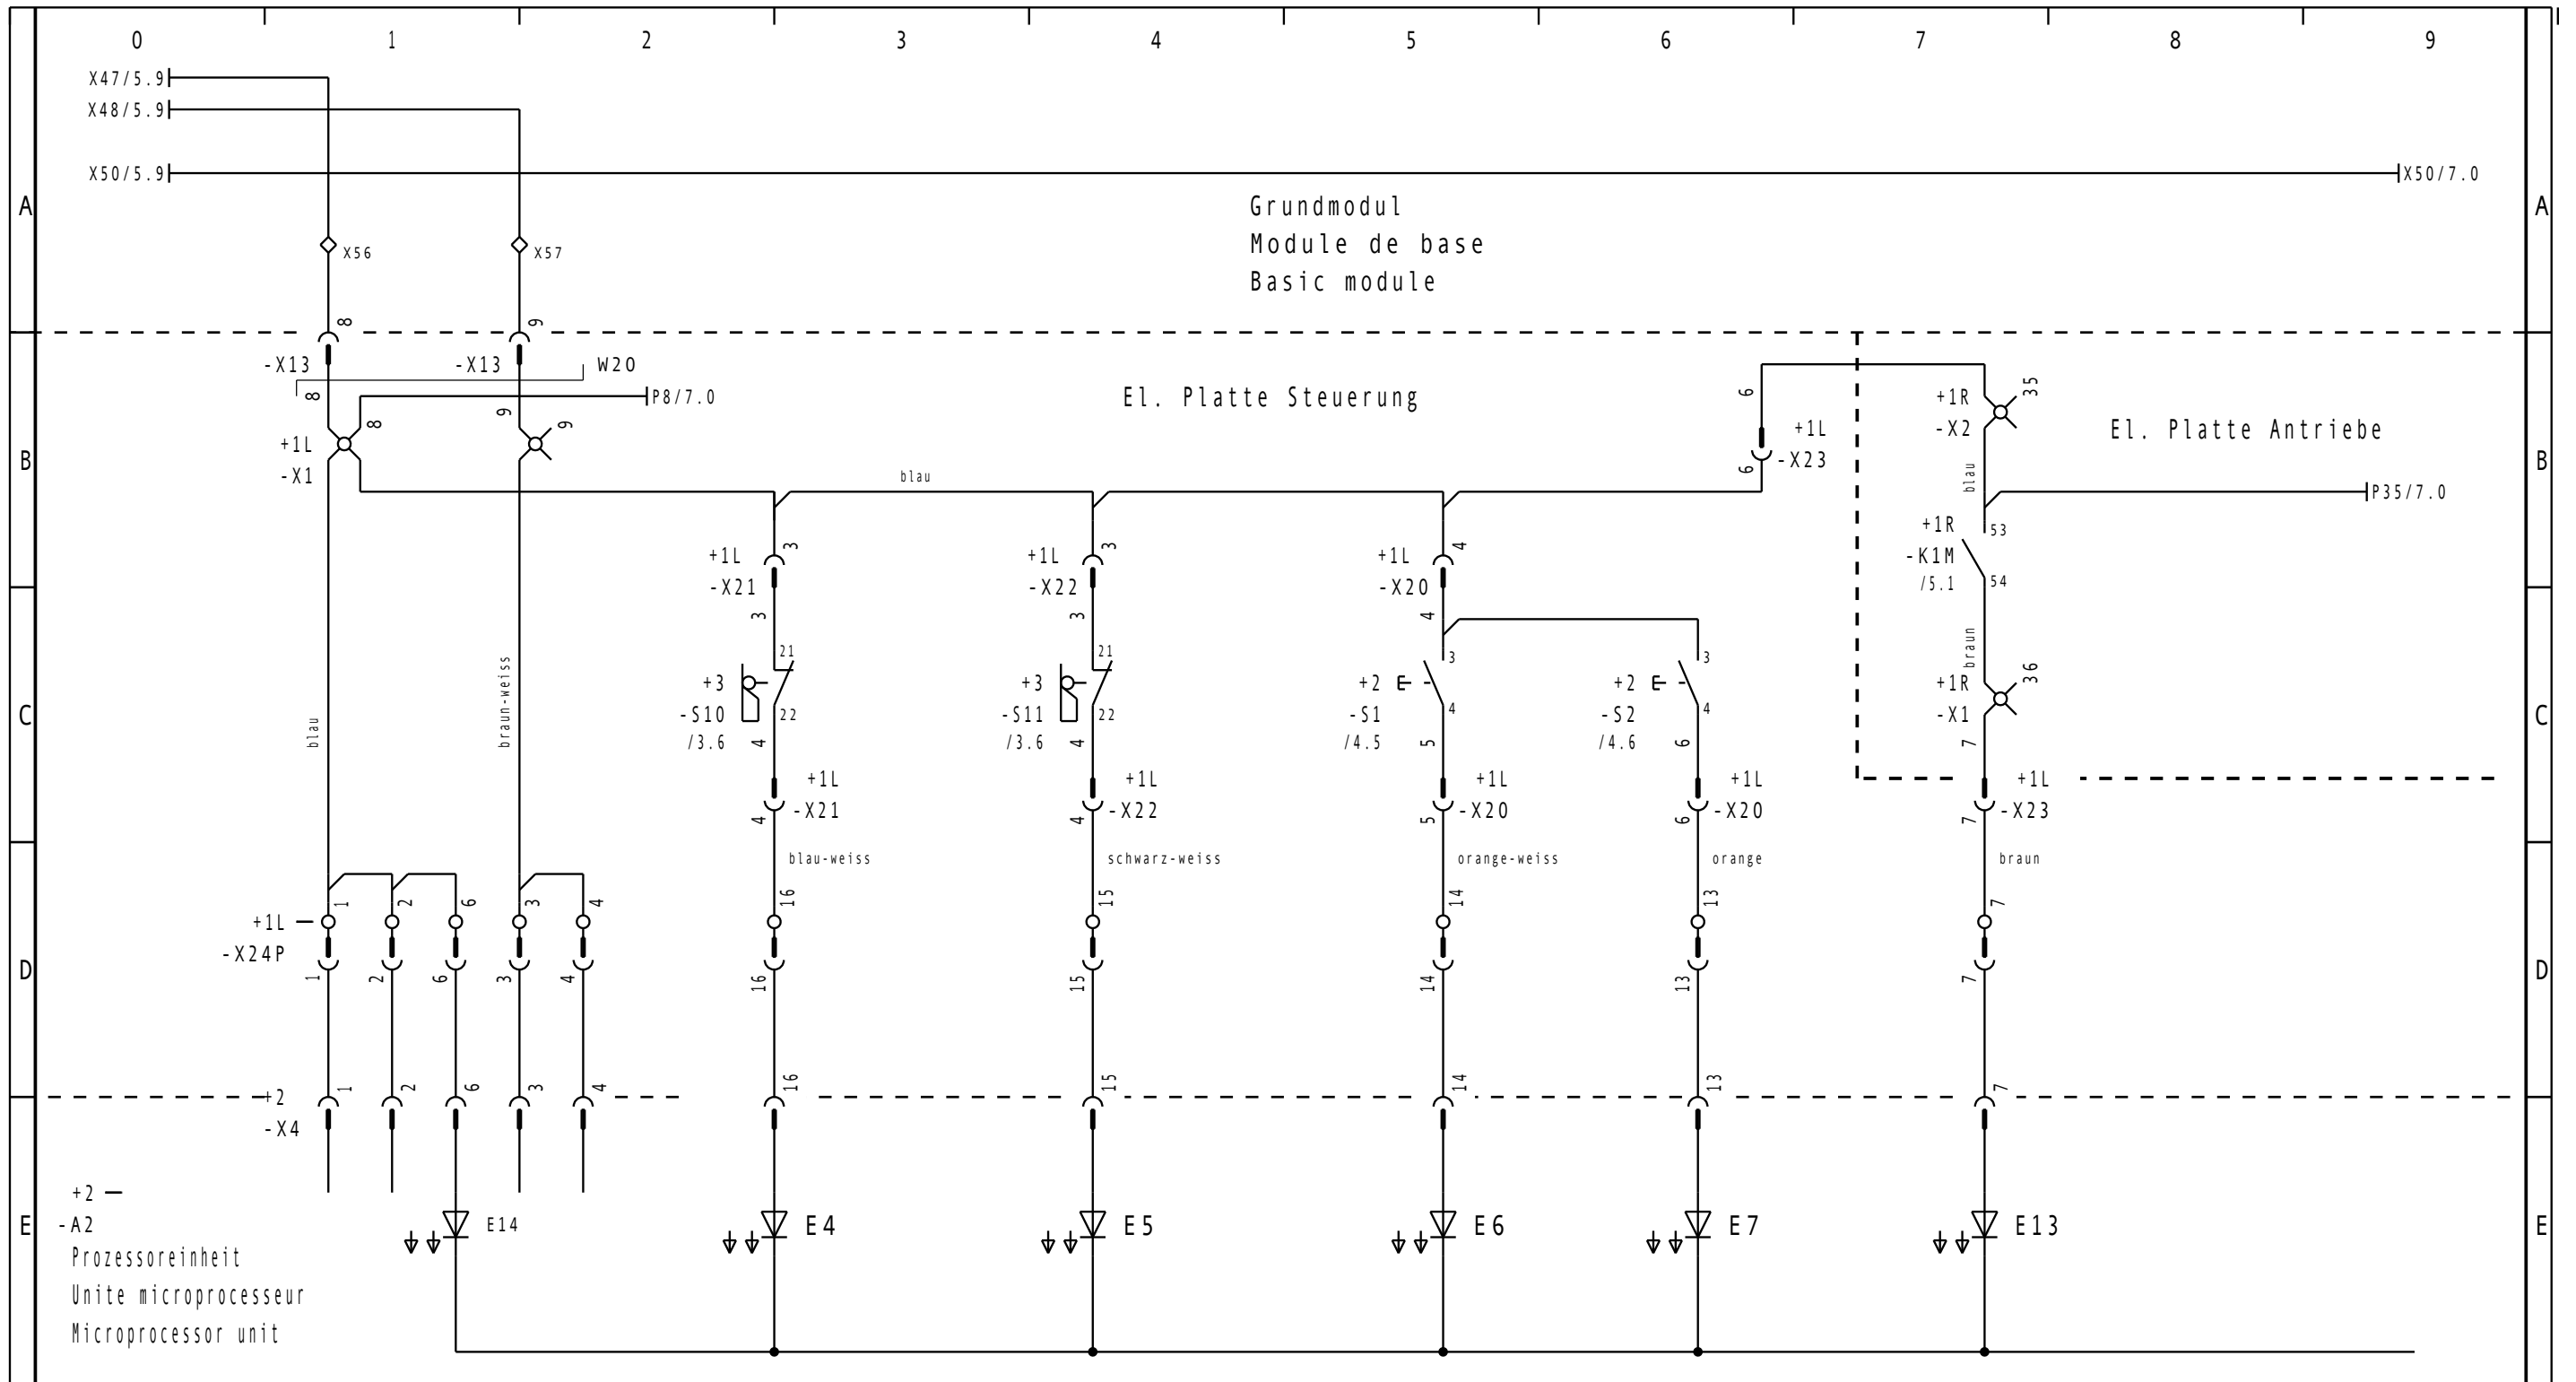 0 1 2 3 4 5 6 7 8 9
X47/5.9
X48/5.9
X50/5.9 X50/7.0
A A
Grundmodul
Module de base
Basic module
X56 X57
8 9
-X13 -X13 W20
8 9
P8/7.0
8 9
+1L
-X1
El. Platte Steuerung
6
+1L
-X23
6
+1R
-X2
35
El. Platte Antriebe
B B
blau
blau
P35/7.0
+1L
-X21
3
3
+1L
-X22
3
3
+1L
-X20
4
4
+1R
-K1M
/5.1
53
54
C C
blau
braun-weiss
+3
-S10
/3.6
21
22
4
+3
-S11
/3.6
21
22
4
+2
-S1
/4.5
3
4
5
+2
-S2
/4.6
3
4
6
braun
+1R
-X1
36
7
+1L
-X21
4
+1L
-X22
4
+1L
-X20
5
+1L
-X20
6
+1L
-X23
7
blau-weiss schwarz-weiss orange-weiss orange braun
1 2 6 3 4 16 15 14 13 7
+1L
-X24P
D D
1 2 6 3 4 16 15 14 13 7
1 2 6 3 4 16 15 14 13 7
+2
-X4
+2
-A2
E E
E14 E4 E5 E6 E7 E13
Prozessoreinheit
Unite microprocesseur
Microprocessor unit